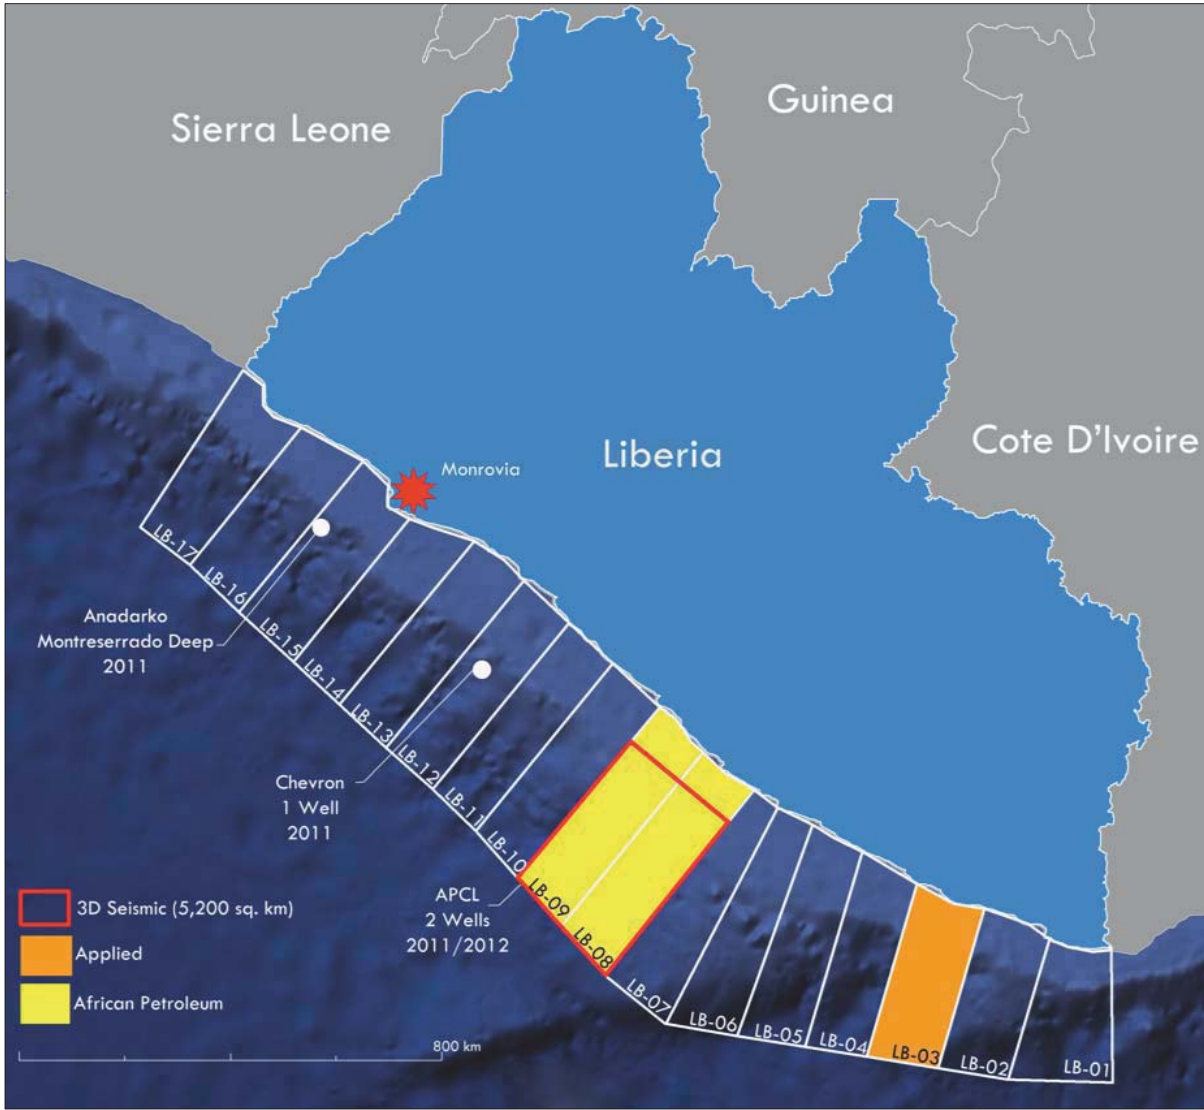 Guinea
Sierra Leone
Cote D'Ivoire
Liberia
Monrovia
LB-17
LB-16
LB-15
LB-14
LB-13
LB-12
LB-11
LB-10
LB-09
LB-08
LB-07
LB-06
LB-05
LB-04
LB-03
LB-02
LB-01
Anadarko
Montreserrado Deep
2011
Chevron
1 Well
2011
APCL
2 Wells
2011/2012
3D Seismic (5,200 sq. km)
Applied
African Petroleum
800 km